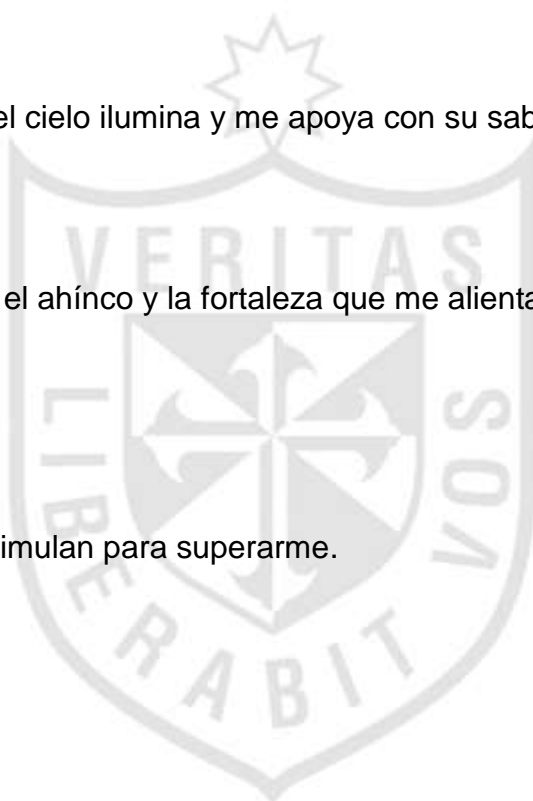 el cielo ilumina y me apoya con su sab
VERITAS
el ahínco y la fortaleza que me alienta
LIBERABIT
VOS
imulan para superarme.